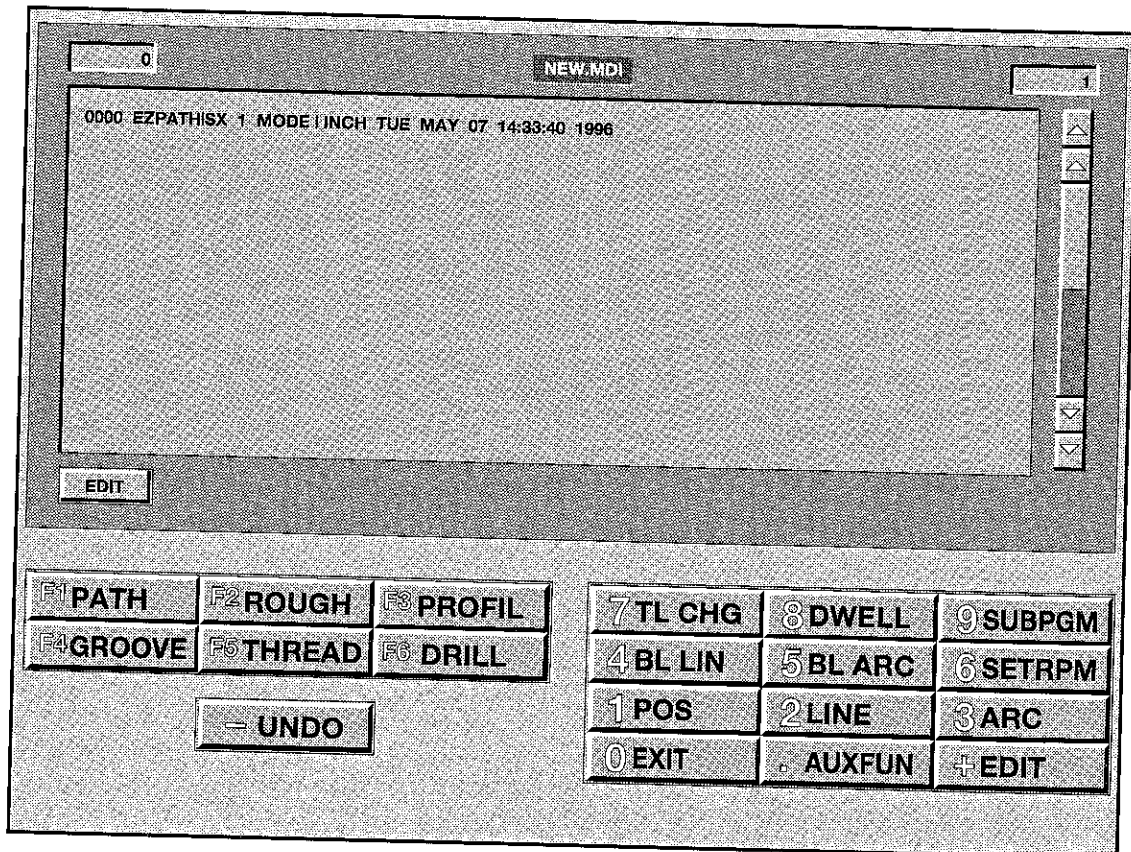 0
NEW.MDI
1
0000 EZPATH|SX 1 MODE | INCH TUE MAY 07 14:33:40 1996
EDIT
F1 PATH F2 ROUGH F3 PROFIL
F4 GROOVE F5 THREAD F6 DRILL
− UNDO
7 TL CHG 8 DWELL 9 SUBPGM
4 BL LIN 5 BL ARC 6 SETRPM
1 POS 2 LINE 3 ARC
0 EXIT . AUXFUN + EDIT